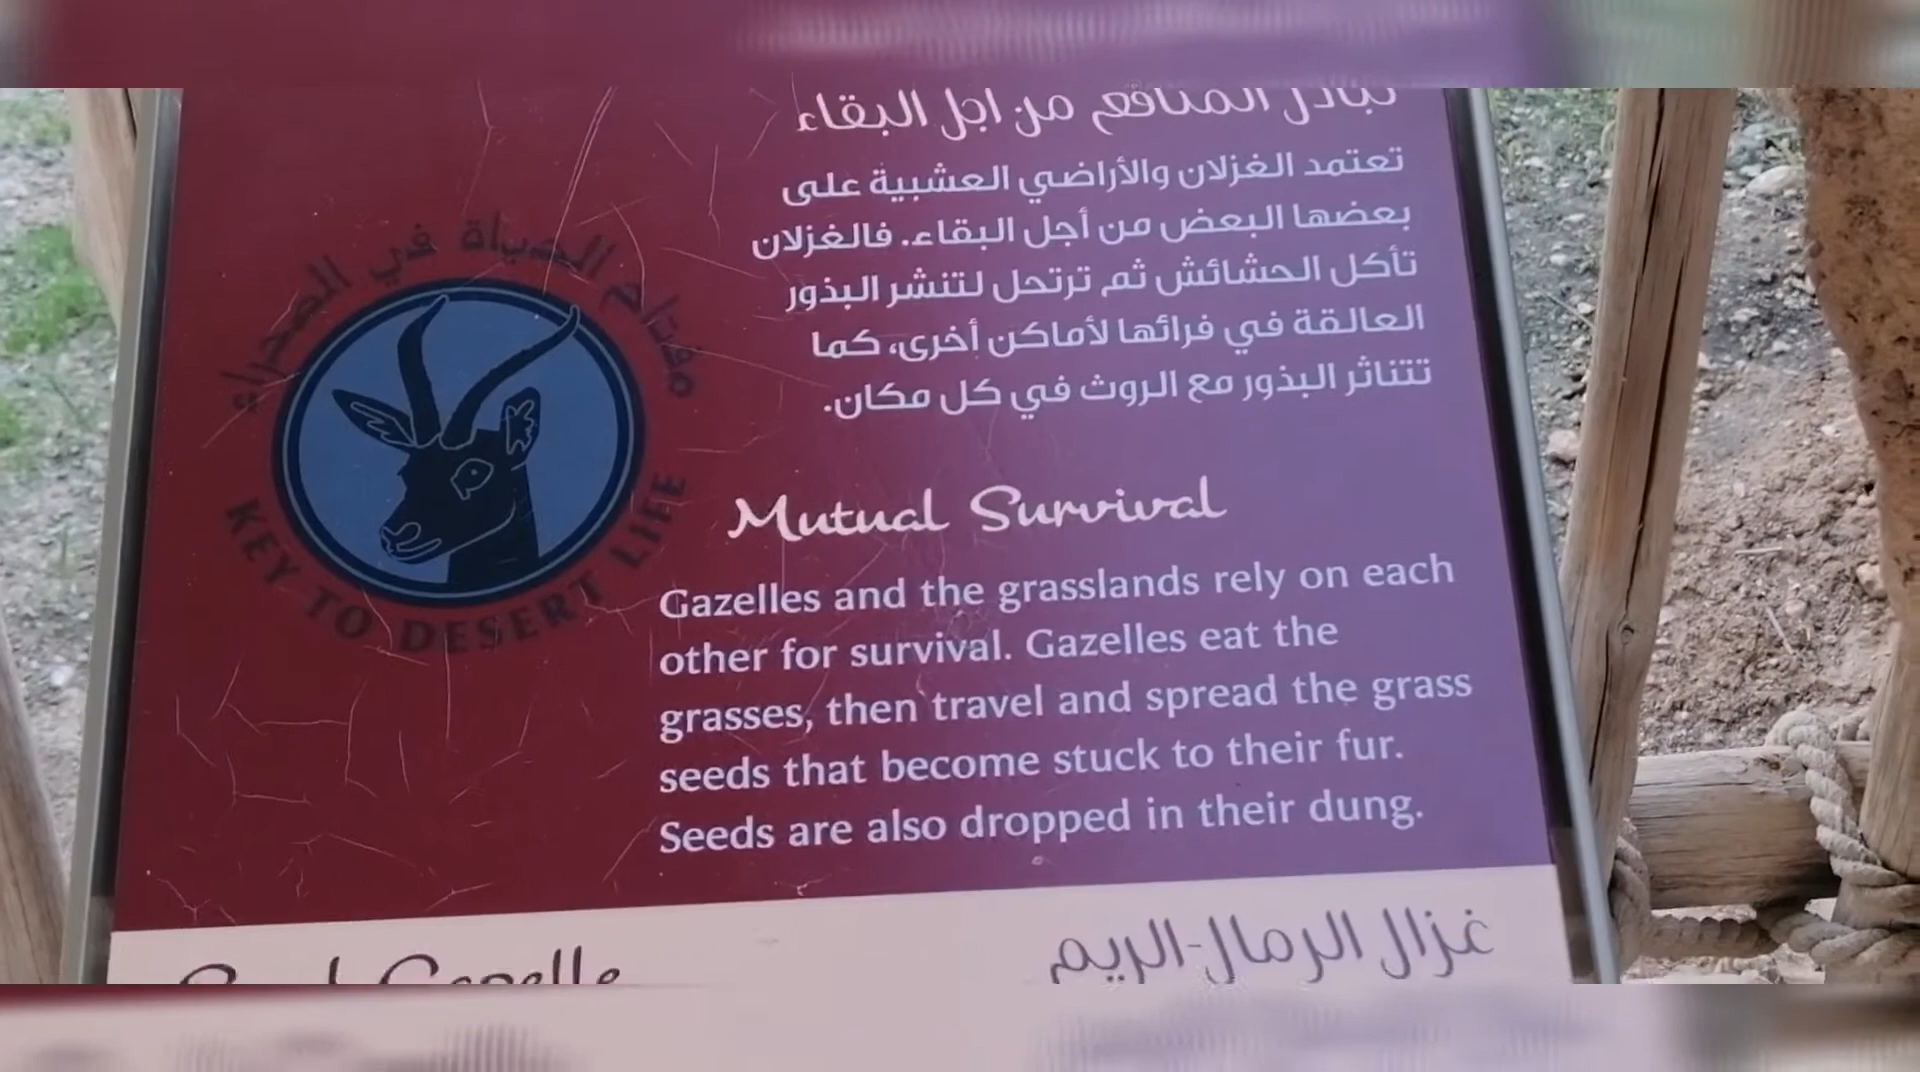 تبادل المنافع من أجل البقاء
تعتمد الغزلان والأراضي العشبية على
بعضها البعض من أجل البقاء. فالغزلان
تأكل الحشائش ثم ترتحل لتنشر البذور
العالقة في فرائها لأماكن أخرى، كما
تتناثر البذور مع الروث في كل مكان.
مفتاح الحياة في الصحراء
KEY TO DESERT LIFE
Mutual Survival
Gazelles and the grasslands rely on each
other for survival. Gazelles eat the
grasses, then travel and spread the grass
seeds that become stuck to their fur.
Seeds are also dropped in their dung.
غزال الرمال-الريم
Sand Gazelle